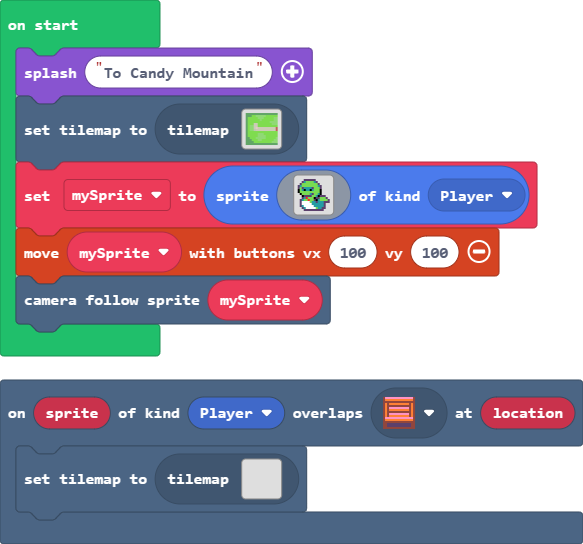 on start
splash "To Candy Mountain"
set tilemap to tilemap
set mySprite to sprite of kind Player
move mySprite with buttons vx 100 vy 100
camera follow sprite mySprite
on sprite of kind Player overlaps at location
set tilemap to tilemap